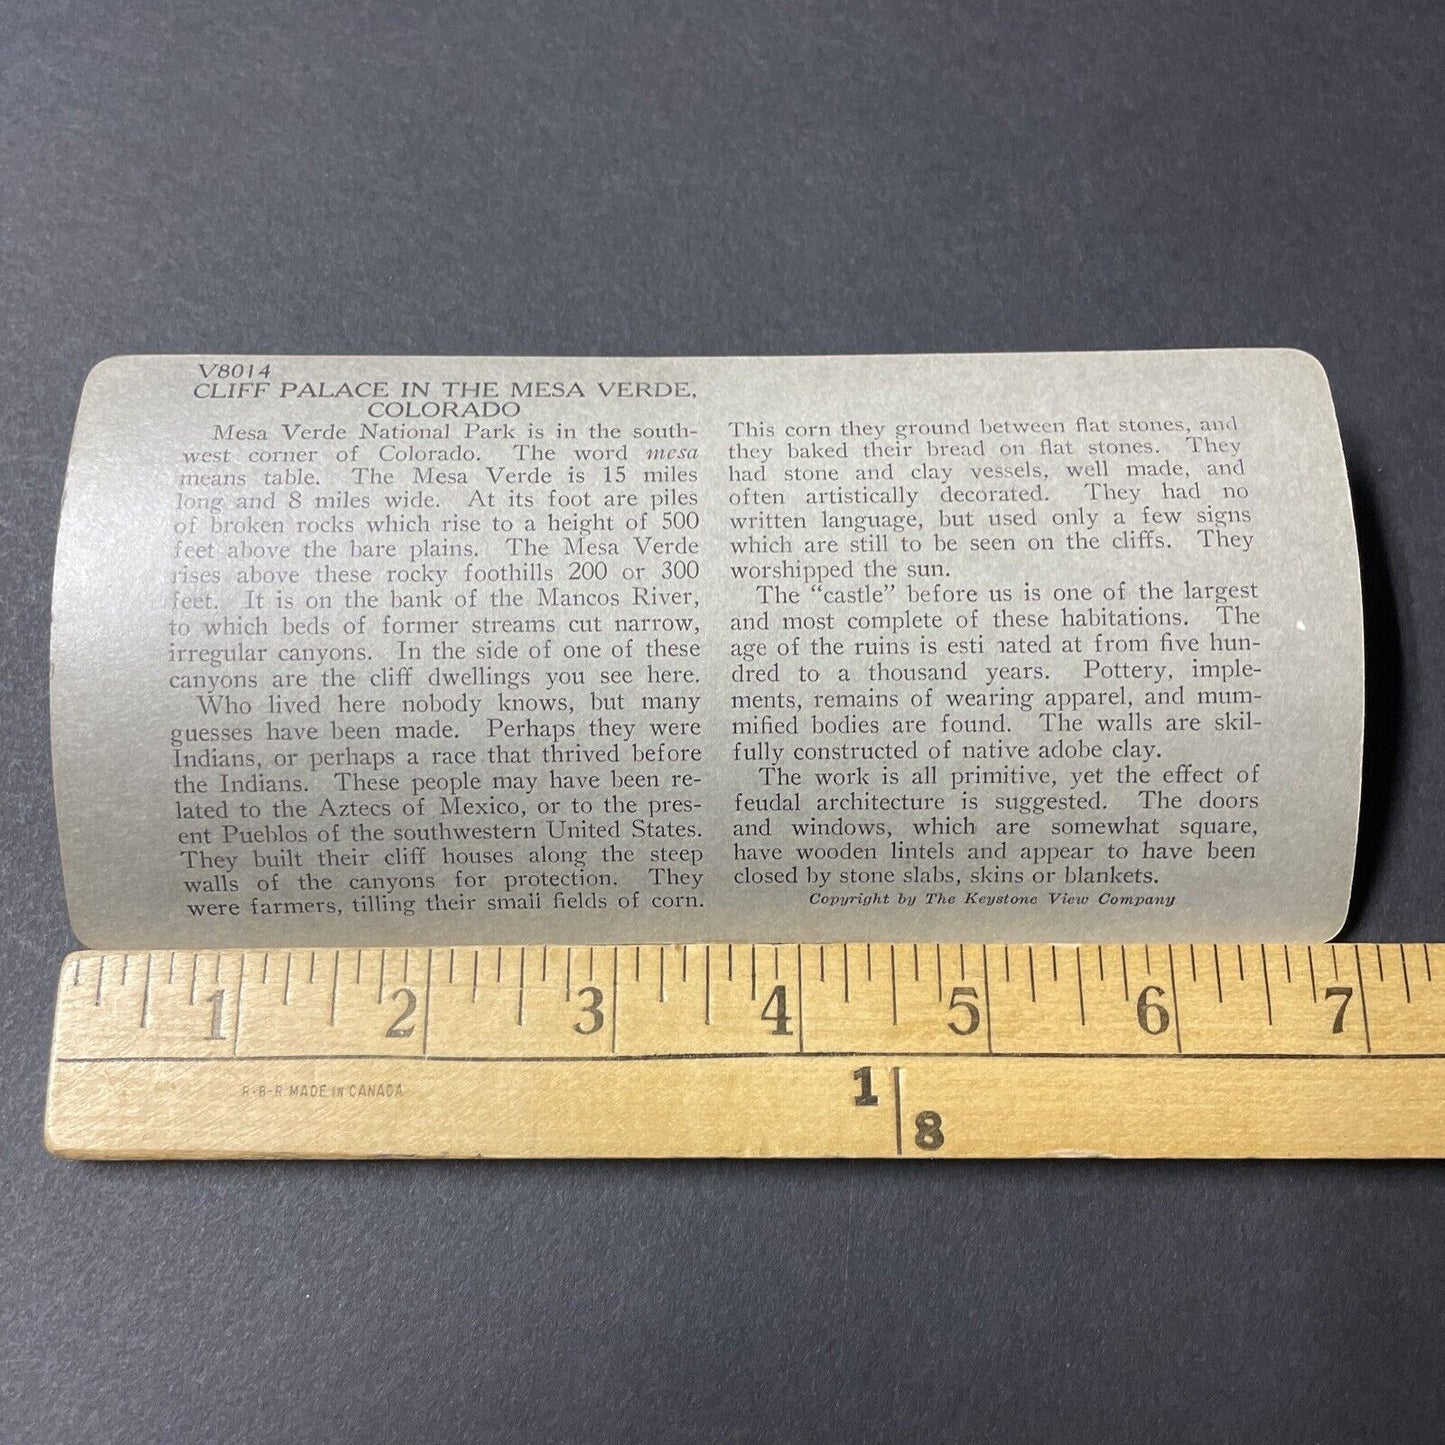 V8014
CLIFF PALACE IN THE MESA VERDE,
COLORADO
Mesa Verde National Park is in the south-
west corner of Colorado. The word mesa
means table. The Mesa Verde is 15 miles
long and 8 miles wide. At its foot are piles
of broken rocks which rise to a height of 500
feet above the bare plains. The Mesa Verde
rises above these rocky foothills 200 or 300
feet. It is on the bank of the Mancos River,
to which beds of former streams cut narrow,
irregular canyons. In the side of one of these
canyons are the cliff dwellings you see here.
Who lived here nobody knows, but many
guesses have been made. Perhaps they were
Indians, or perhaps a race that thrived before
the Indians. These people may have been re-
lated to the Aztecs of Mexico, or to the pres-
ent Pueblos of the southwestern United States.
They built their cliff houses along the steep
walls of the canyons for protection. They
were farmers, tilling their small fields of corn.
This corn they ground between flat stones, and
they baked their bread on flat stones. They
had stone and clay vessels, well made, and
often artistically decorated. They had no
written language, but used only a few signs
which are still to be seen on the cliffs. They
worshipped the sun.
The "castle" before us is one of the largest
and most complete of these habitations. The
age of the ruins is esti nated at from five hun-
dred to a thousand years. Pottery, imple-
ments, remains of wearing apparel, and mum-
mified bodies are found. The walls are skil-
fully constructed of native adobe clay.
The work is all primitive, yet the effect of
feudal architecture is suggested. The doors
and windows, which are somewhat square,
have wooden lintels and appear to have been
closed by stone slabs, skins or blankets.
Copyright by The Keystone View Company
1 2 3 4 5 6 7
R-B-R MADE IN CANADA
1
8